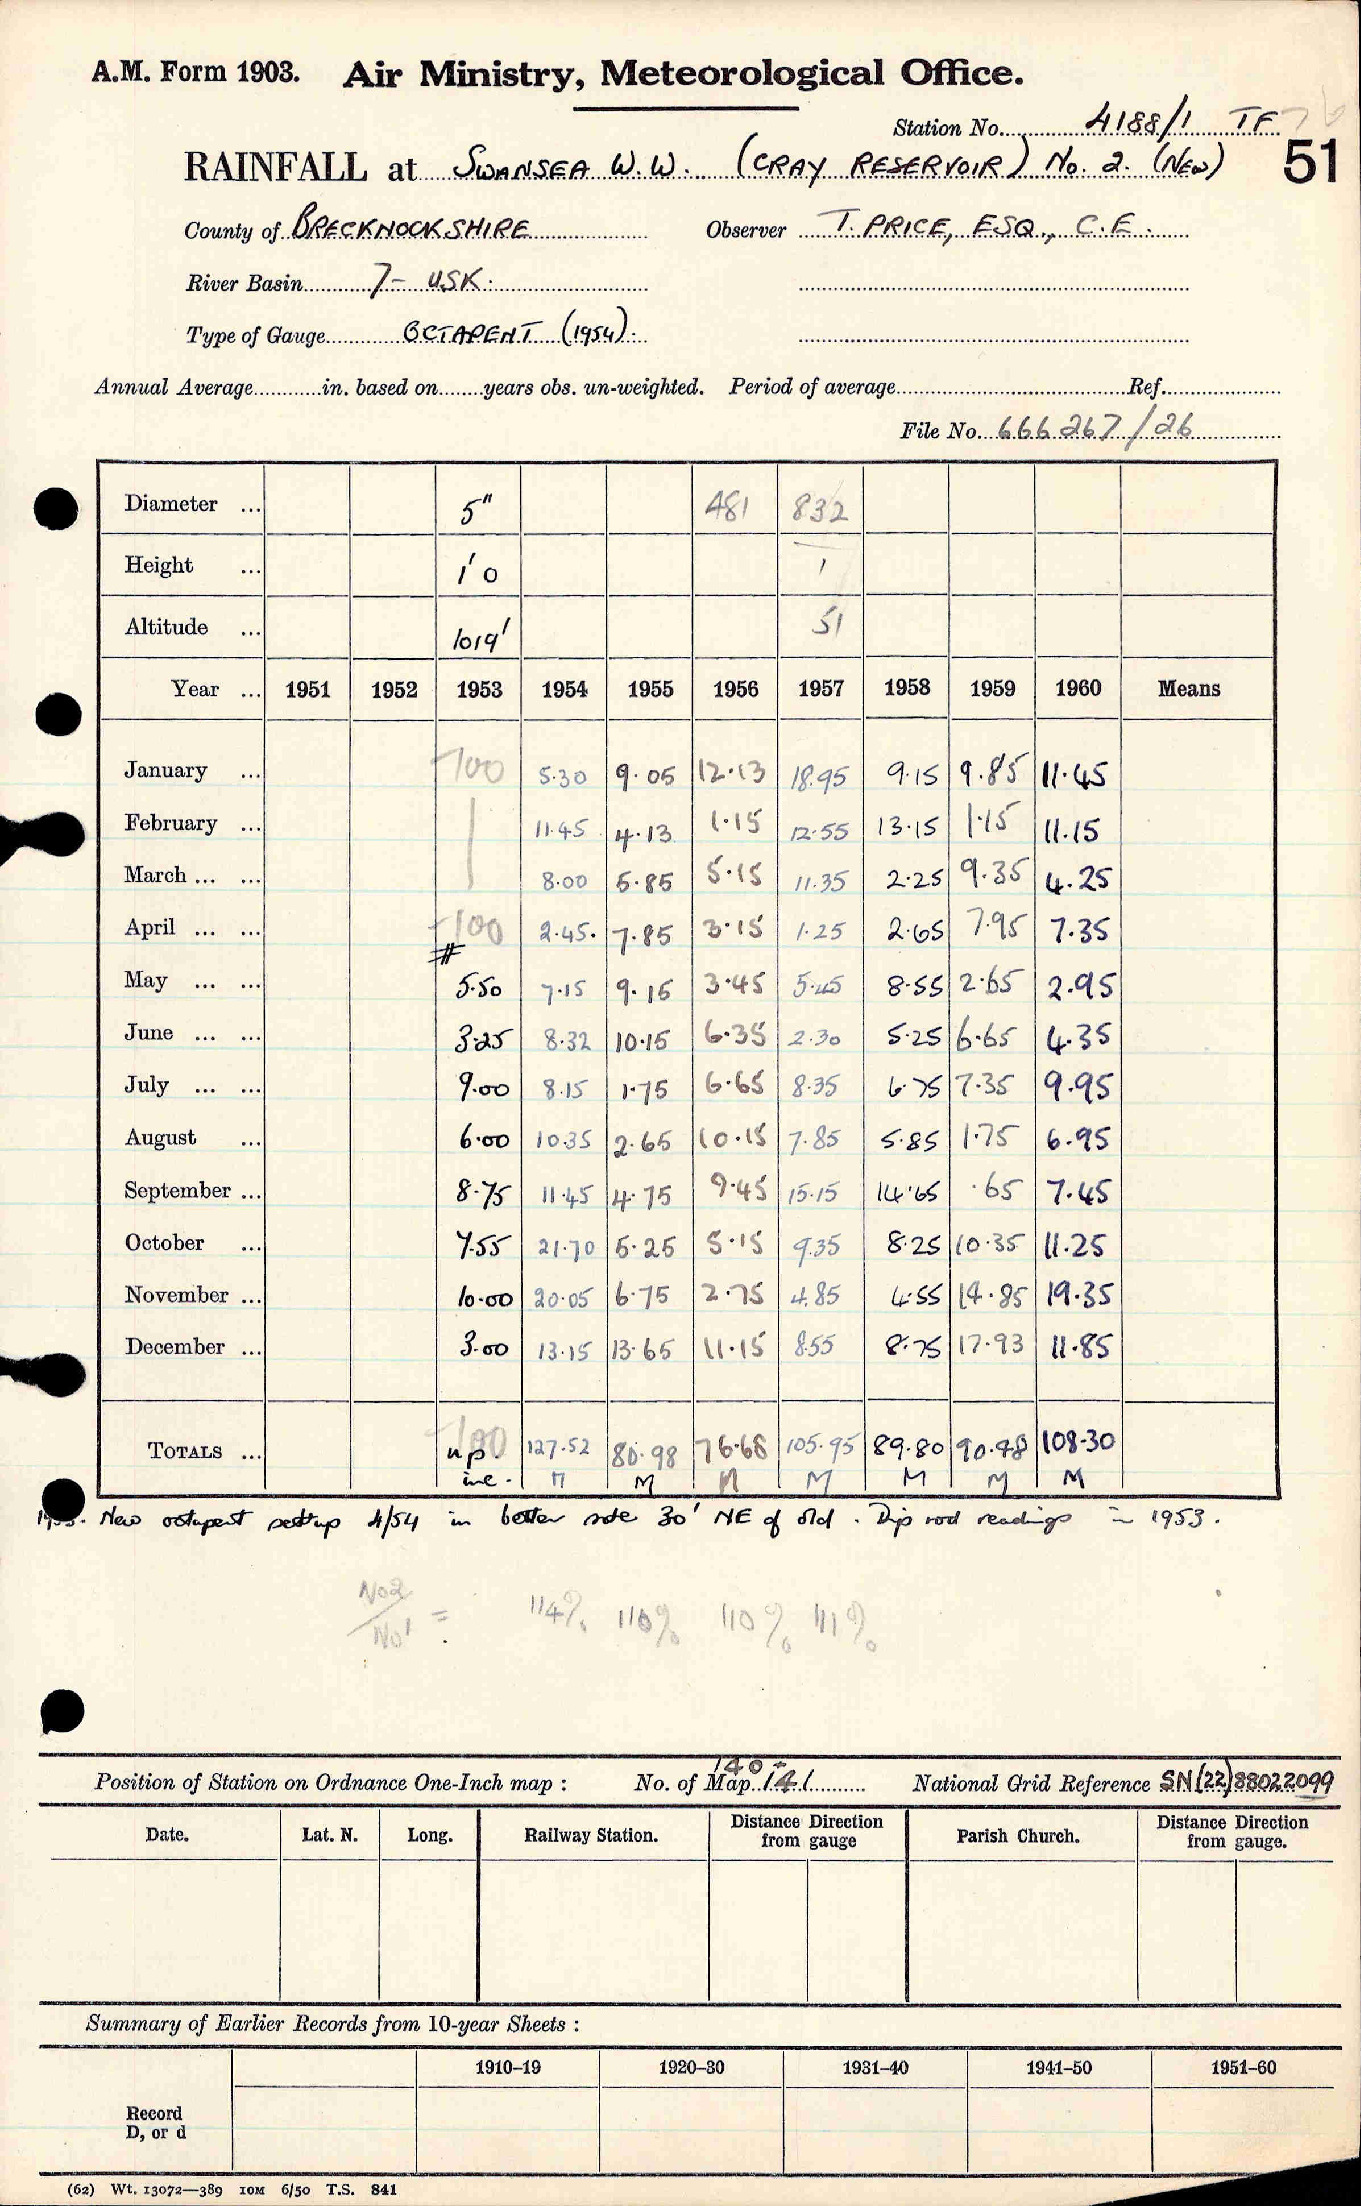 A.M. Form 1903. Air Ministry, Meteorological Office.
Station No. 4188/1 TF
RAINFALL at SWANSEA W.W. (CRAY RESERVOIR) No. 2. (NEW) 51
County of BRECKNOCKSHIRE Observer T. PRICE, ESQ., C.E.
River Basin 7- USK.
Type of Gauge OCTAPENT (1954).
Annual Average in. based on years obs. un-weighted. Period of average Ref.
File No. 666267/26
Diameter ... 5" 481 832
Height ... 1'0 1
Altitude ... 1019' 51
Year ... 1951 1952 1953 1954 1955 1956 1957 1958 1959 1960 Means
January ... -100 5.30 9.05 12.13 18.95 9.15 9.85 11.45
February ... 11.45 4.13 1.15 12.55 13.15 1.15 11.15
March ... ... 8.00 5.85 5.15 11.35 2.25 9.35 4.25
April ... ... -100 2.45. 7.85 3.15 1.25 2.65 7.95 7.35
May ... ... # 5.50 7.15 9.15 3.45 5.45 8.55 2.65 2.95
June ... ... 3.25 8.32 10.15 6.35 2.30 5.25 6.65 4.35
July ... ... 9.00 8.15 1.75 6.65 8.35 6.75 7.35 9.95
August ... 6.00 10.35 2.65 10.15 7.85 5.85 1.75 6.95
September ... 8.75 11.45 4.75 9.45 15.15 14.65 .65 7.45
October ... 7.55 21.70 5.25 5.15 9.35 8.25 10.35 11.25
November ... 10.00 20.05 6.75 2.75 4.85 4.55 14.85 19.35
December ... 3.00 13.15 13.65 11.15 8.55 8.75 17.93 11.85
TOTALS ... -100 n.p. 127.52 80.98 76.68 105.95 89.80 90.48 108.30
inc. M M M M M M M
New octapent set up 4/54 in better site 30' NE of old. Dip rod readings in 1953.
No2
No1 = 114% 110% 110% 111%
140 +
Position of Station on Ordnance One-Inch map : No. of Map 141 National Grid Reference SN(22)88022099
Date. Lat. N. Long. Railway Station. Distance Direction from gauge Parish Church. Distance Direction from gauge.
Summary of Earlier Records from 10-year Sheets :
1910–19 1920–30 1931–40 1941–50 1951–60
Record
D, or d
(62) Wt. 13072—389 10M 6/50 T.S. 841